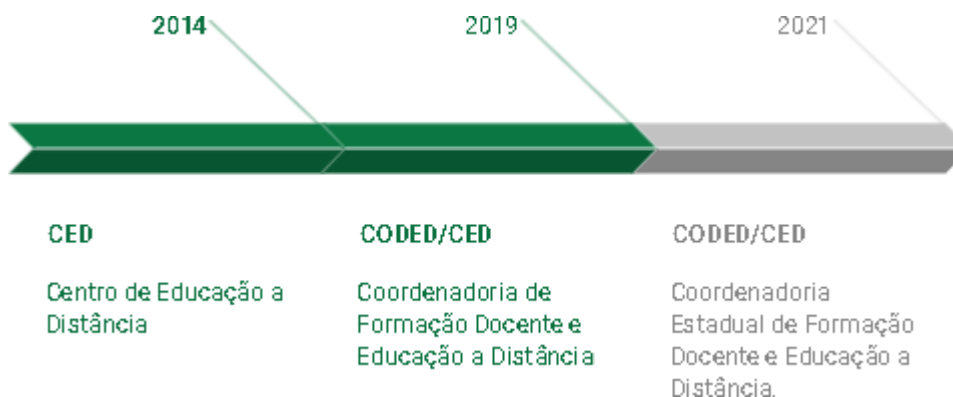 2014
2019
2021
CED
Centro de Educação a
Distância
CODED/CED
Coordenadoria de
Formação Docente e
Educação a Distância
CODED/CED
Coordenadoria
Estadual de Formação
Docente e Educação a
Distância.